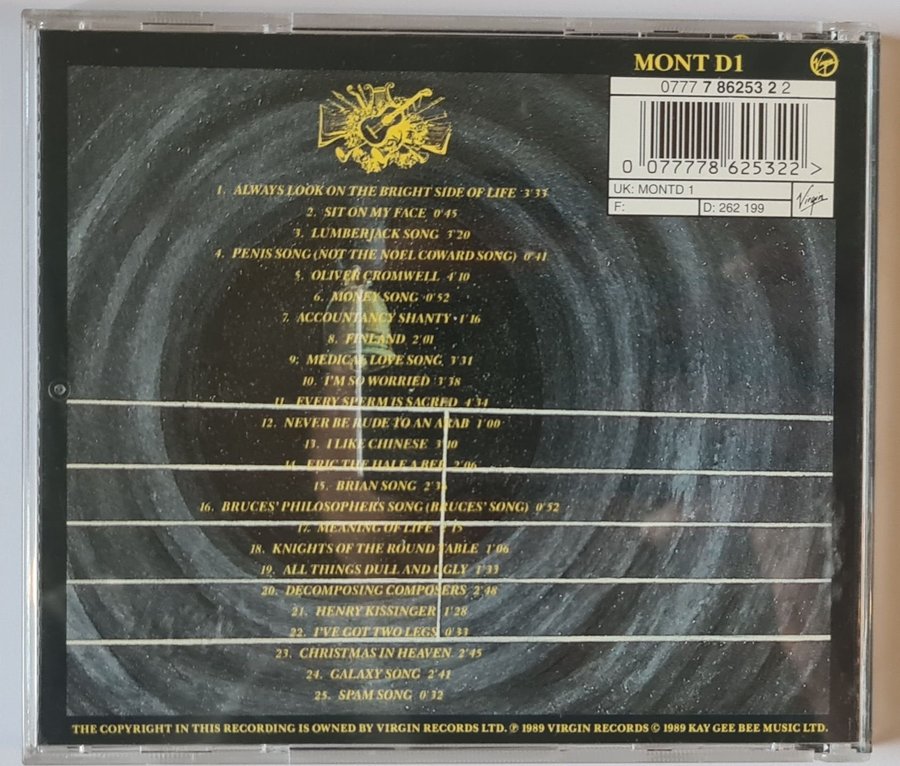 MONT D1
Virgin
0777 7 86253 2 2
0 077778 625322 >
UK: MONTD 1
F:
D: 262 199
Virgin
1. ALWAYS LOOK ON THE BRIGHT SIDE OF LIFE 3'33
2. SIT ON MY FACE 0'45
3. LUMBERJACK SONG 3'20
4. PENIS SONG (NOT THE NOEL COWARD SONG) 0'41
5. OLIVER CROMWELL 4'10
6. MONEY SONG 0'52
7. ACCOUNTANCY SHANTY 1'16
8. FINLAND 2'01
9. MEDICAL LOVE SONG 3'31
10. I'M SO WORRIED 3'38
11. EVERY SPERM IS SACRED 4'34
12. NEVER BE RUDE TO AN ARAB 1'00
13. I LIKE CHINESE 3'10
14. ERIC THE HALF A BEE 2'06
15. BRIAN SONG
16. BRUCES' PHILOSOPHERS SONG (BRUCES' SONG) 0'52
17. MEANING OF LIFE
18. KNIGHTS OF THE ROUND TABLE 1'06
19. ALL THINGS DULL AND UGLY 1'33
20. DECOMPOSING COMPOSERS 2'48
21. HENRY KISSINGER 1'28
22. I'VE GOT TWO LEGS 0'33
23. CHRISTMAS IN HEAVEN 2'45
24. GALAXY SONG 2'41
25. SPAM SONG 0'32
THE COPYRIGHT IN THIS RECORDING IS OWNED BY VIRGIN RECORDS LTD. ℗ 1989 VIRGIN RECORDS © 1989 KAY GEE BEE MUSIC LTD.